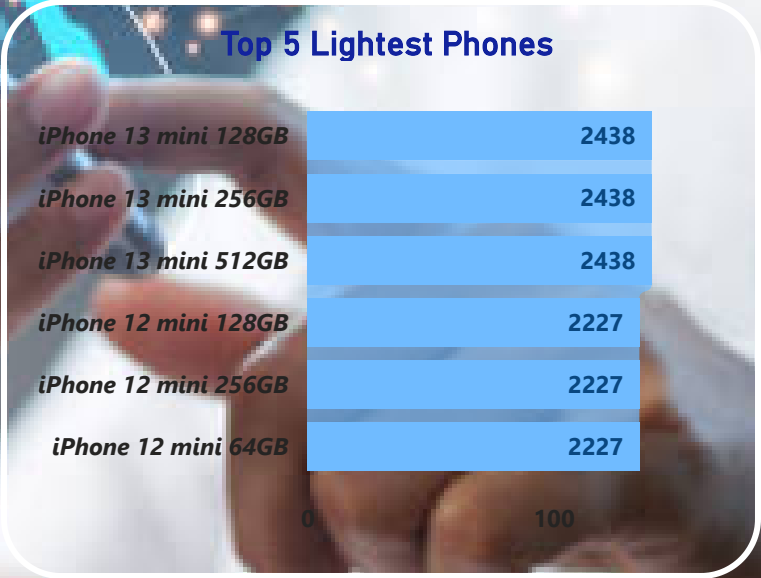 Top 5 Lightest Phones
iPhone 13 mini 128GB 2438
iPhone 13 mini 256GB 2438
iPhone 13 mini 512GB 2438
iPhone 12 mini 128GB 2227
iPhone 12 mini 256GB 2227
iPhone 12 mini 64GB 2227
0 100